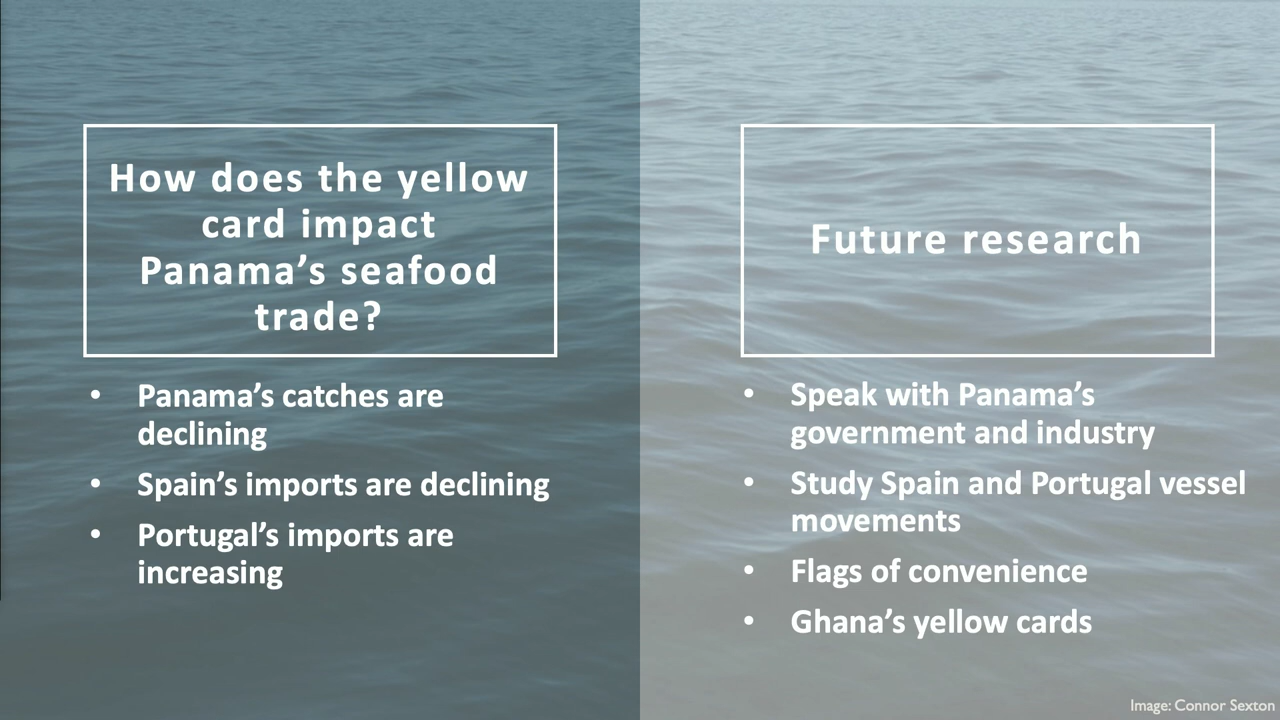 How does the yellow
card impact
Panama’s seafood
trade?
• Panama’s catches are
declining
• Spain’s imports are declining
• Portugal’s imports are
increasing
Future research
• Speak with Panama’s
government and industry
• Study Spain and Portugal vessel
movements
• Flags of convenience
• Ghana’s yellow cards
Image: Connor Sexton